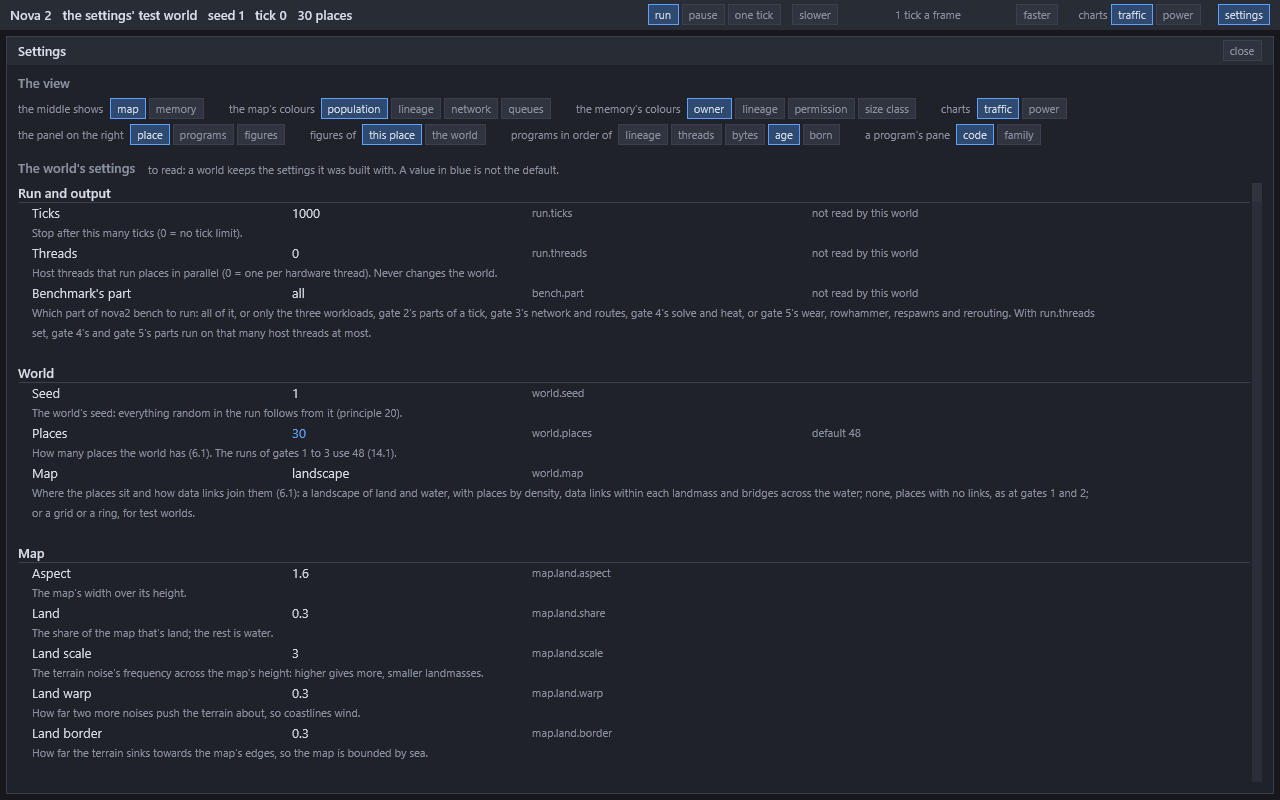 Nova 2 the settings' test world seed 1 tick 0 30 places run pause one tick slower 1 tick a frame faster charts traffic power settings
Settings close
The view
the middle shows map memory the map's colours population lineage network queues the memory's colours owner lineage permission size class charts traffic power
the panel on the right place programs figures figures of this place the world programs in order of lineage threads bytes age born a program's pane code family
The world's settings to read: a world keeps the settings it was built with. A value in blue is not the default.
Run and output
Ticks 1000 run.ticks not read by this world
Stop after this many ticks (0 = no tick limit).
Threads 0 run.threads not read by this world
Host threads that run places in parallel (0 = one per hardware thread). Never changes the world.
Benchmark's part all bench.part not read by this world
Which part of nova2 bench to run: all of it, or only the three workloads, gate 2's parts of a tick, gate 3's network and routes, gate 4's solve and heat, or gate 5's wear, rowhammer, respawns and rerouting. With run.threads
set, gate 4's and gate 5's parts run on that many host threads at most.
World
Seed 1 world.seed
The world's seed: everything random in the run follows from it (principle 20).
Places 30 world.places default 48
How many places the world has (6.1). The runs of gates 1 to 3 use 48 (14.1).
Map landscape world.map
Where the places sit and how data links join them (6.1): a landscape of land and water, with places by density, data links within each landmass and bridges across the water; none, places with no links, as at gates 1 and 2;
or a grid or a ring, for test worlds.
Map
Aspect 1.6 map.land.aspect
The map's width over its height.
Land 0.3 map.land.share
The share of the map that's land; the rest is water.
Land scale 3 map.land.scale
The terrain noise's frequency across the map's height: higher gives more, smaller landmasses.
Land warp 0.3 map.land.warp
How far two more noises push the terrain about, so coastlines wind.
Land border 0.3 map.land.border
How far the terrain sinks towards the map's edges, so the map is bounded by sea.